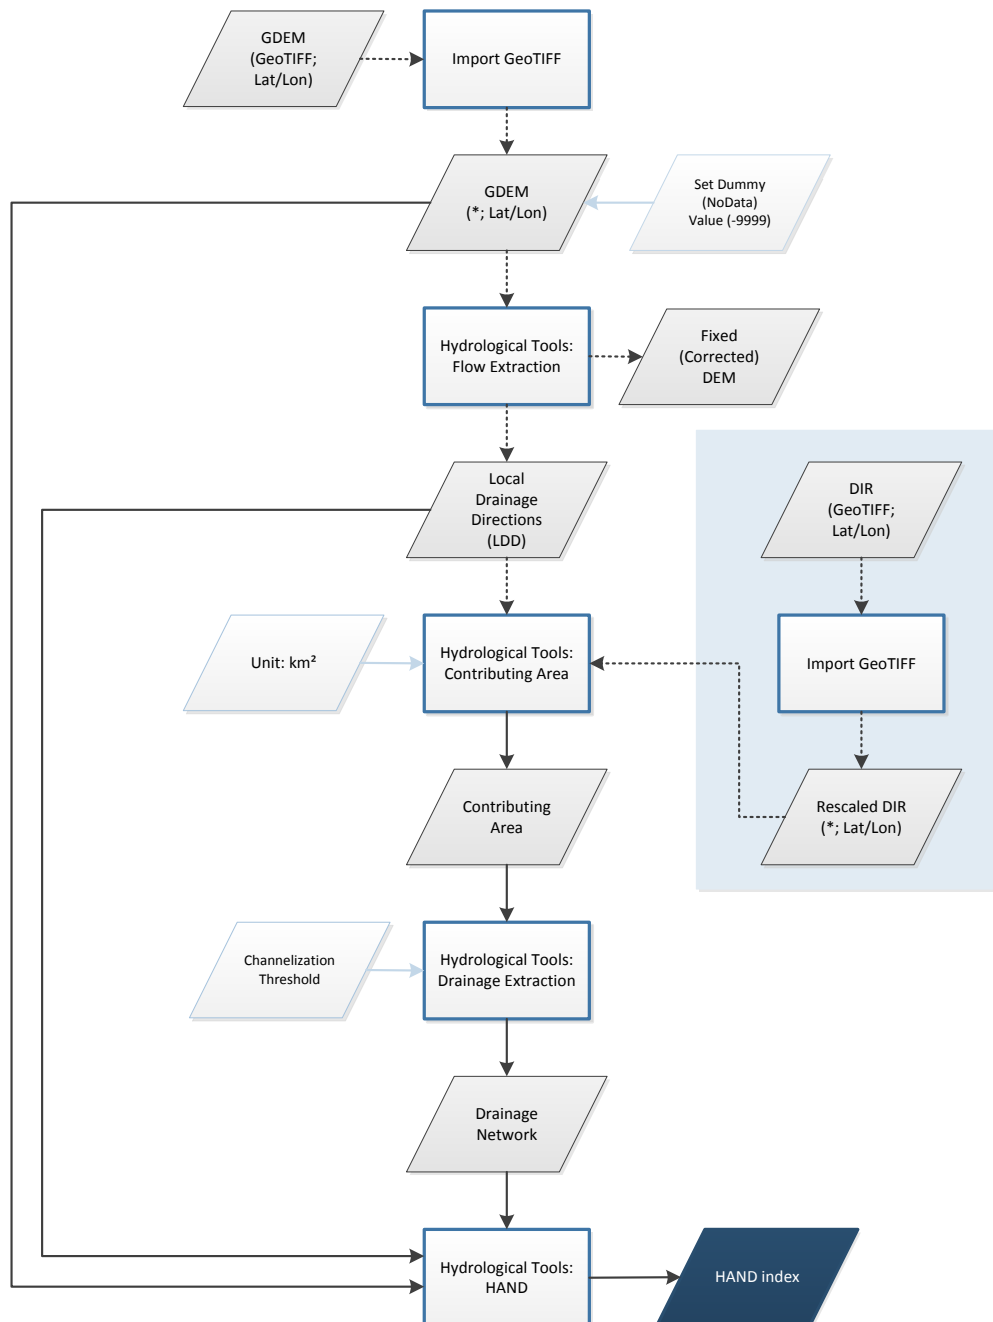 GDEM
(GeoTIFF;
Lat/Lon)
Import GeoTIFF
GDEM
(*; Lat/Lon)
Set Dummy
(NoData)
Value (-9999)
Hydrological Tools:
Flow Extraction
Fixed
(Corrected)
DEM
Local
Drainage
Directions
(LDD)
DIR
(GeoTIFF;
Lat/Lon)
Unit: km²
Hydrological Tools:
Contributing Area
Import GeoTIFF
Contributing
Area
Rescaled DIR
(*; Lat/Lon)
Channelization
Threshold
Hydrological Tools:
Drainage Extraction
Drainage
Network
Hydrological Tools:
HAND
HAND index